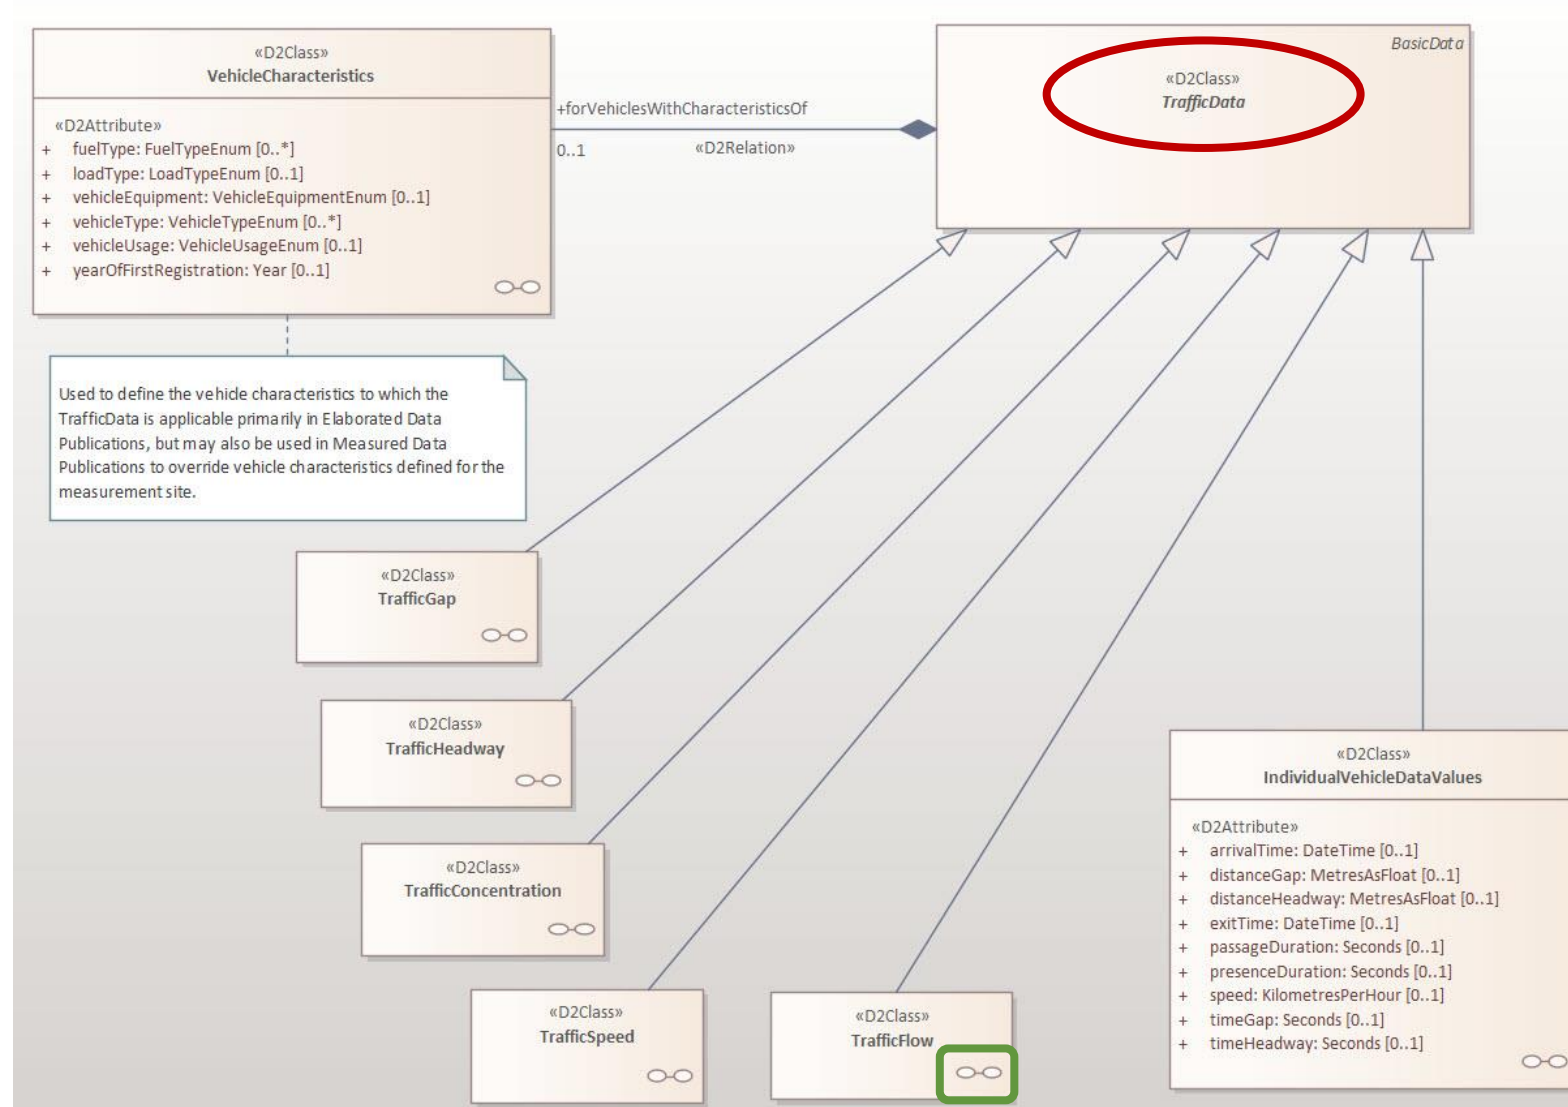 «D2Class»
VehicleCharacteristics
«D2Attribute»
+ fuelType: FuelTypeEnum [0..*]
+ loadType: LoadTypeEnum [0..1]
+ vehicleEquipment: VehicleEquipmentEnum [0..1]
+ vehicleType: VehicleTypeEnum [0..*]
+ vehicleUsage: VehicleUsageEnum [0..1]
+ yearOfFirstRegistration: Year [0..1]
+forVehiclesWithCharacteristicsOf
0..1
«D2Relation»
BasicData
«D2Class»
TrafficData
Used to define the vehicle characteristics to which the
TrafficData is applicable primarily in Elaborated Data
Publications, but may also be used in Measured Data
Publications to override vehicle characteristics defined for the
measurement site.
«D2Class»
TrafficGap
«D2Class»
TrafficHeadway
«D2Class»
TrafficConcentration
«D2Class»
TrafficSpeed
«D2Class»
TrafficFlow
«D2Class»
IndividualVehicleDataValues
«D2Attribute»
+ arrivalTime: DateTime [0..1]
+ distanceGap: MetresAsFloat [0..1]
+ distanceHeadway: MetresAsFloat [0..1]
+ exitTime: DateTime [0..1]
+ passageDuration: Seconds [0..1]
+ presenceDuration: Seconds [0..1]
+ speed: KilometresPerHour [0..1]
+ timeGap: Seconds [0..1]
+ timeHeadway: Seconds [0..1]